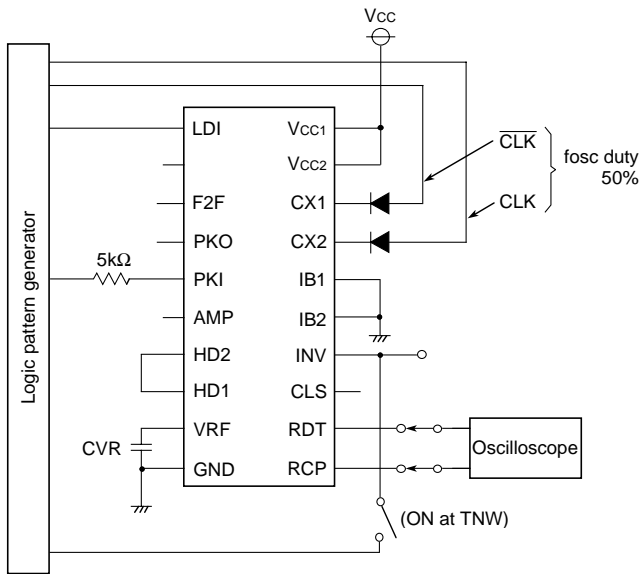 Vcc
Logic pattern generator
LDI
F2F
PKO
5kΩ
PKI
AMP
HD2
HD1
VRF
CVR
GND
VCC1
VCC2
CX1
CX2
IB1
IB2
INV
CLS
RDT
RCP
CLK
CLK
fosc duty
50%
Oscilloscope
(ON at TNW)